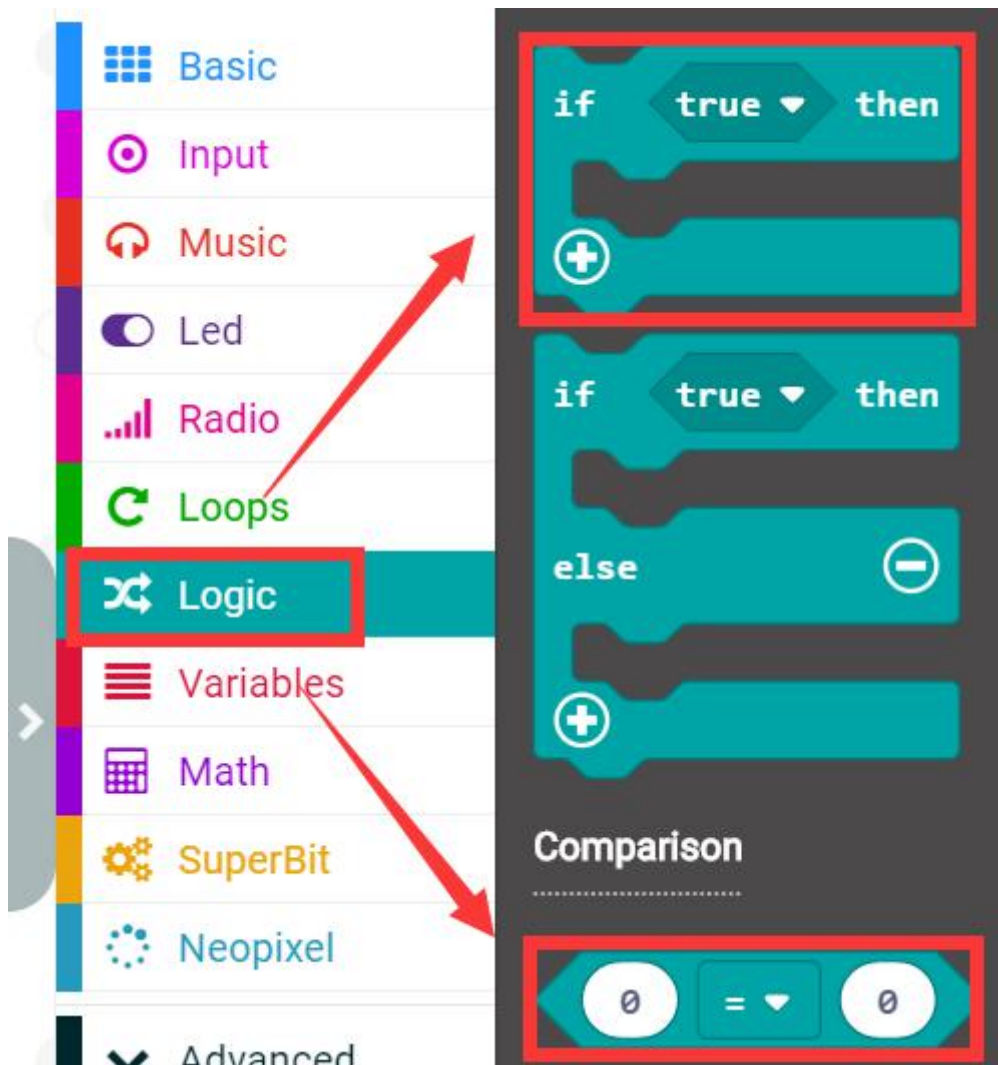 Basic
Input
Music
Led
Radio
Loops
Logic
Variables
Math
SuperBit
Neopixel
Advanced
if true then
if true then
else
Comparison
0 = 0